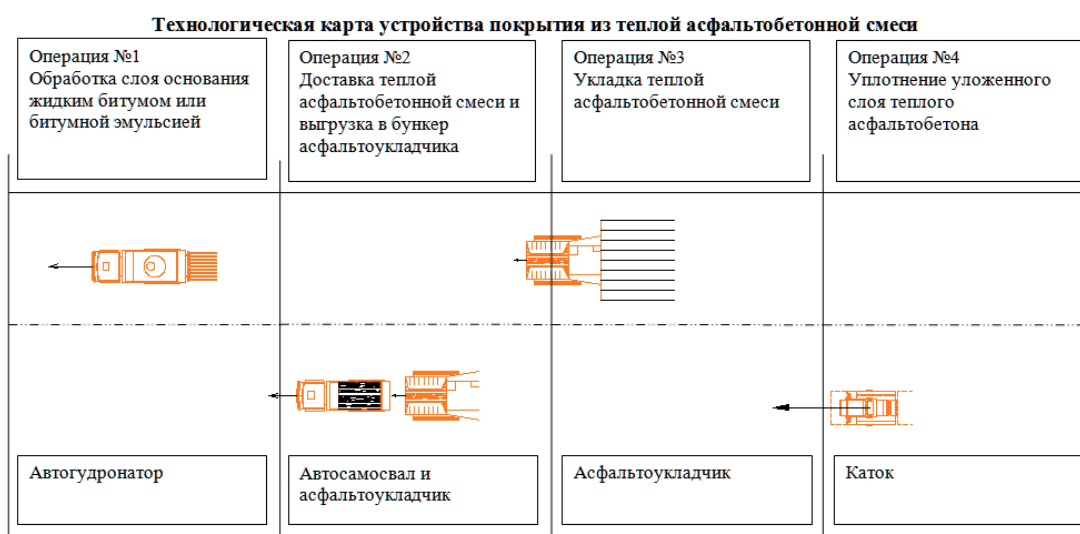 Технологическая карта устройства покрытия из теплой асфальтобетонной смеси
Операция №1
Обработка слоя основания
жидким битумом или
битумной эмульсией
Операция №2
Доставка теплой
асфальтобетонной смеси и
выгрузка в бункер
асфальтоукладчика
Операция №3
Укладка теплой
асфальтобетонной смеси
Операция №4
Уплотнение уложенного
слоя теплого
асфальтобетона
Автогудронатор
Автосамосвал и
асфальтоукладчик
Асфальтоукладчик
Каток